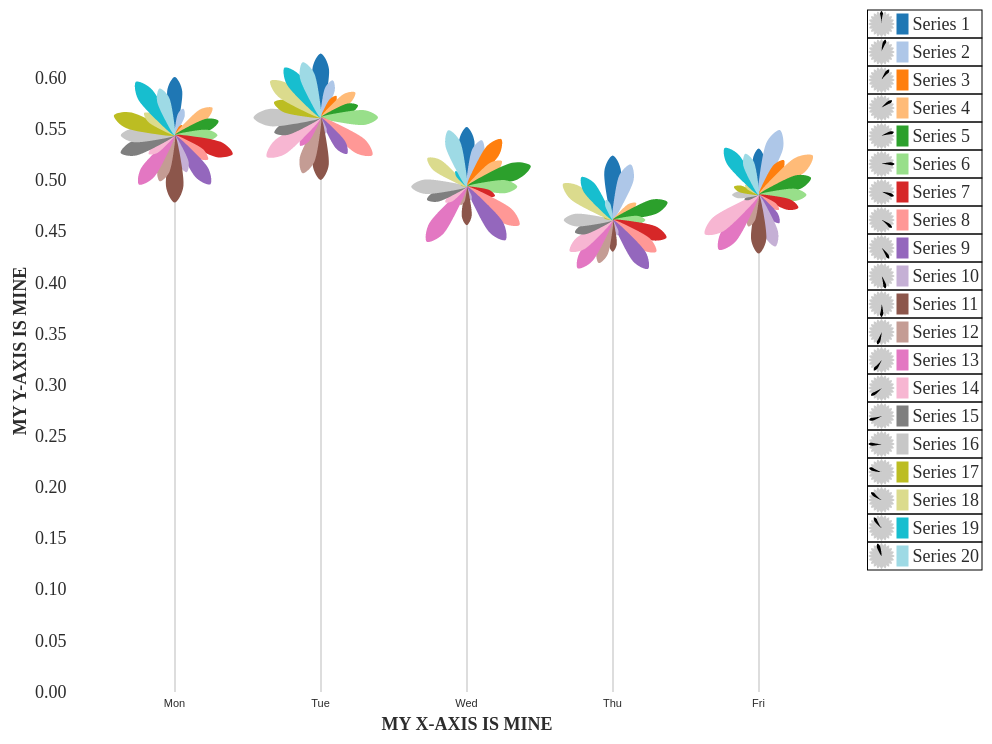 0.60
0.55
0.50
0.45
0.40
0.35
0.30
0.25
0.20
0.15
0.10
0.05
0.00
MY Y-AXIS IS MINE
Mon Tue Wed Thu Fri
MY X-AXIS IS MINE
Series 1
Series 2
Series 3
Series 4
Series 5
Series 6
Series 7
Series 8
Series 9
Series 10
Series 11
Series 12
Series 13
Series 14
Series 15
Series 16
Series 17
Series 18
Series 19
Series 20